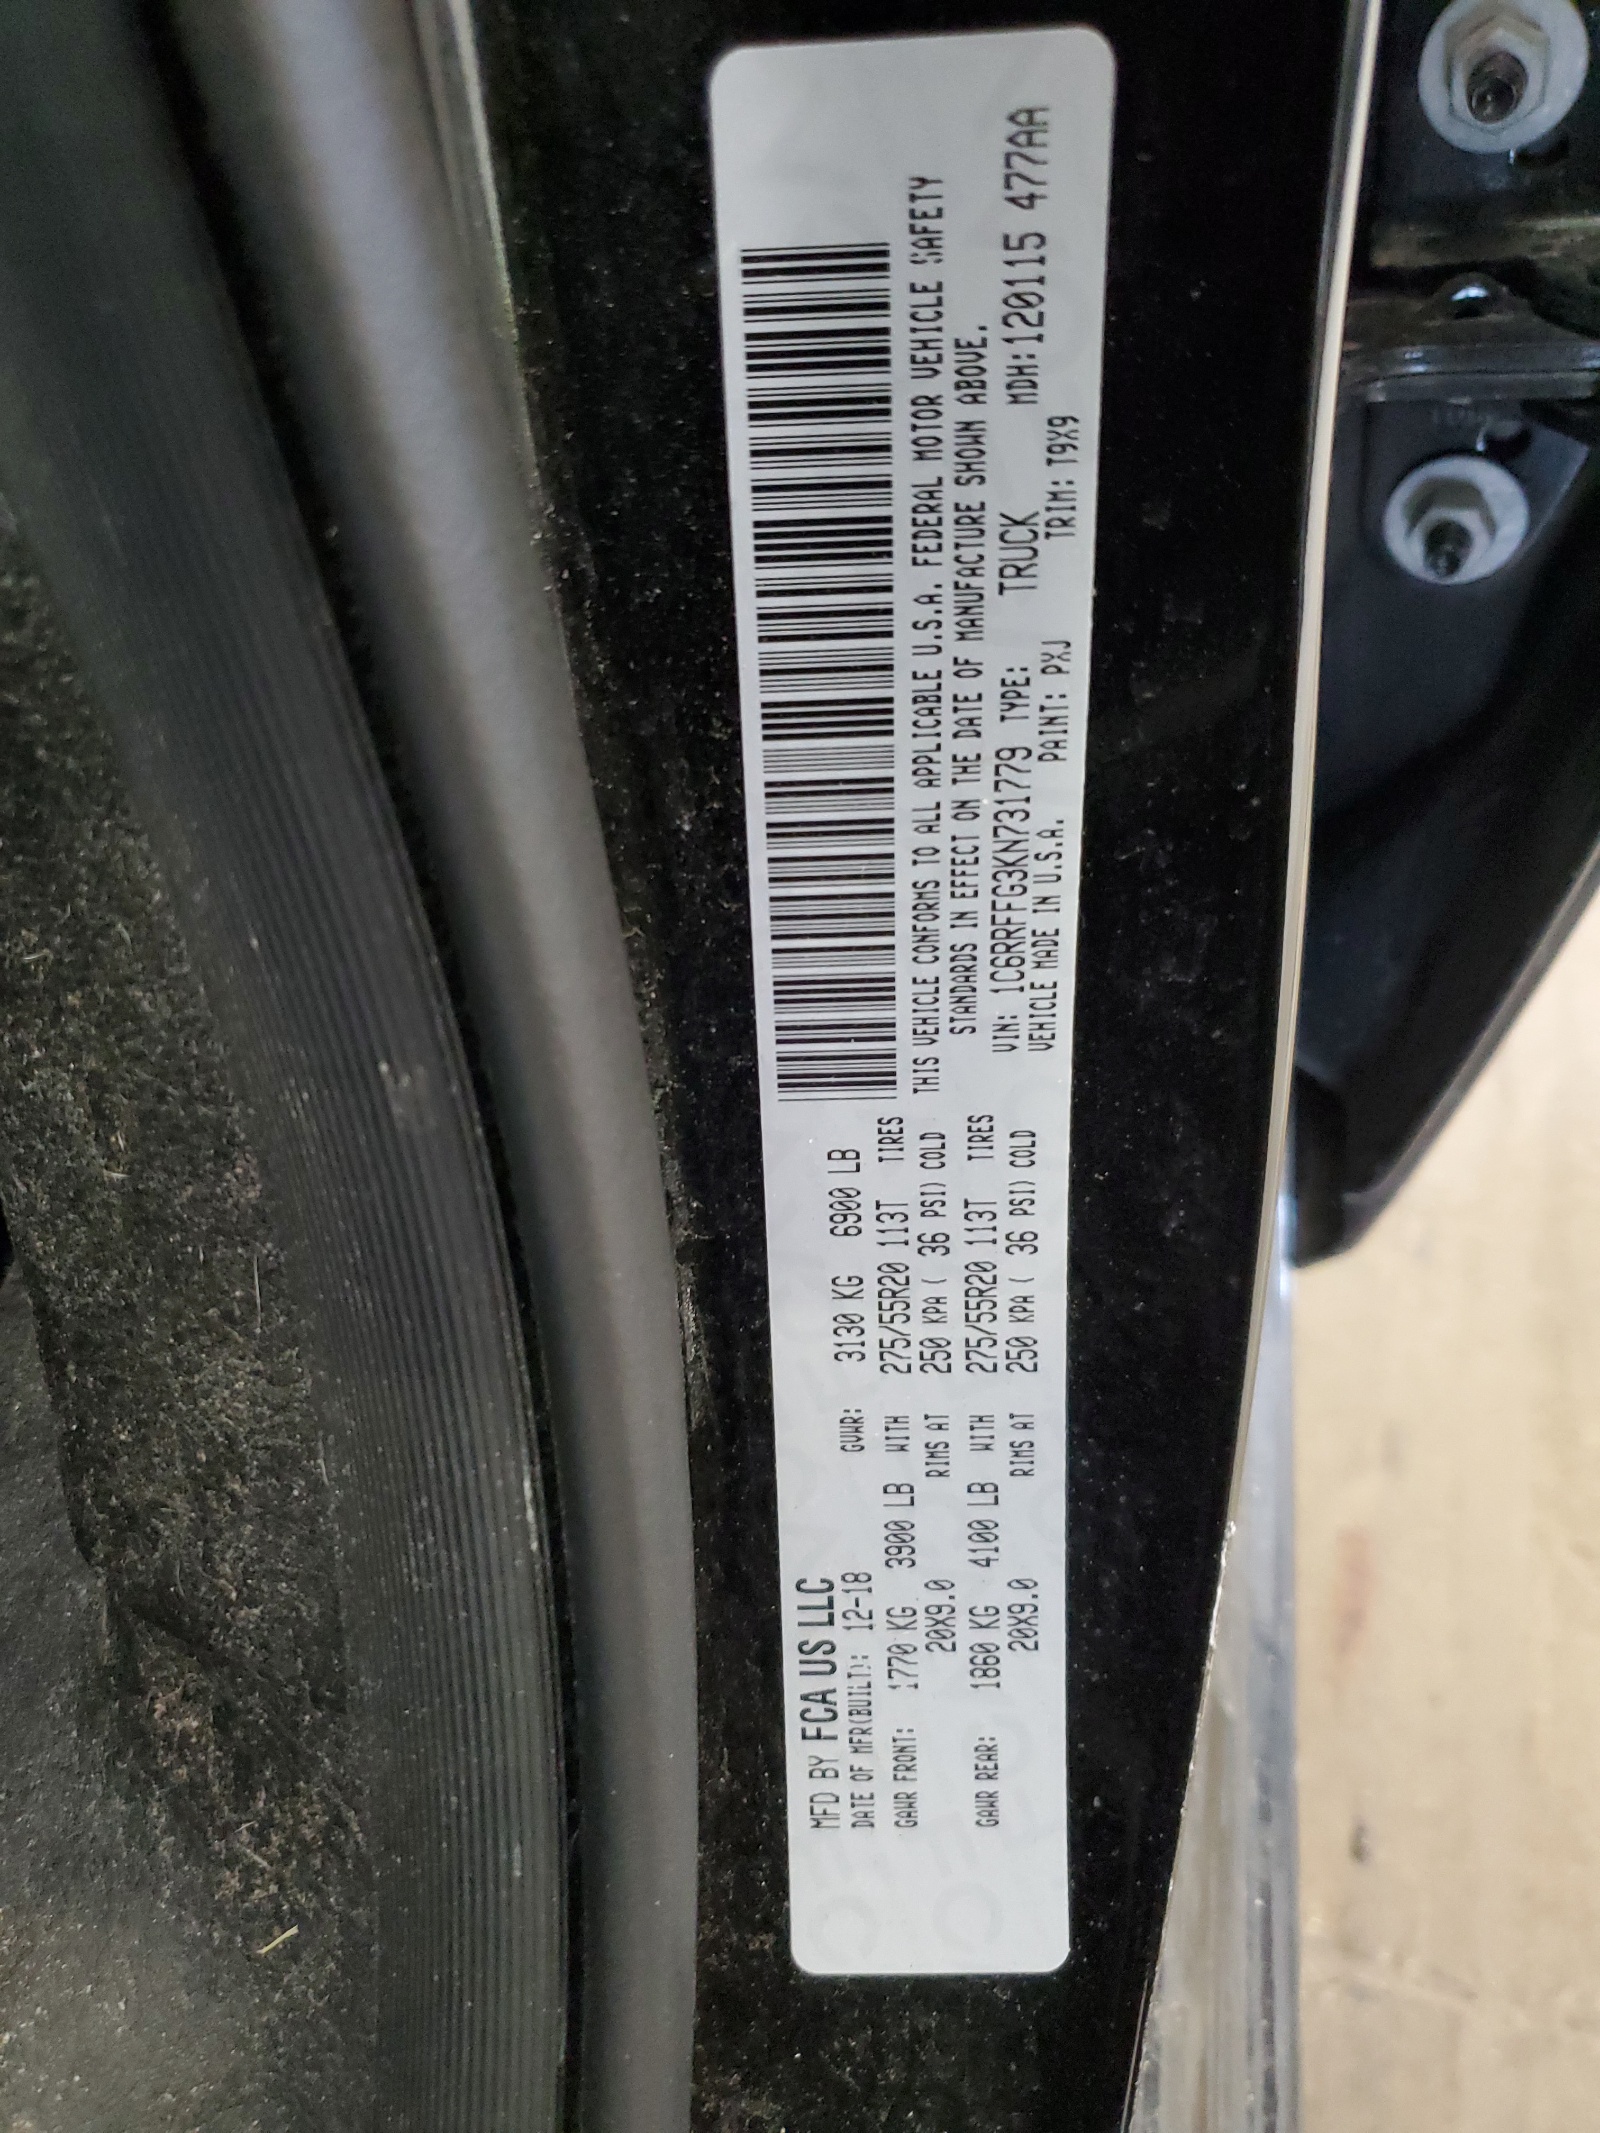 MFD BY FCA US LLC
DATE OF MFR(BUILT): 12-18 GVWR: 3130 KG 6900 LB
GAWR FRONT: 1770 KG 3900 LB WITH 275/55R20 113T TIRES
20X9.0 RIMS AT 250 KPA ( 36 PSI) COLD
GAWR REAR: 1860 KG 4100 LB WITH 275/55R20 113T TIRES
20X9.0 RIMS AT 250 KPA ( 36 PSI) COLD
THIS VEHICLE CONFORMS TO ALL APPLICABLE U.S.A. FEDERAL MOTOR VEHICLE SAFETY
STANDARDS IN EFFECT ON THE DATE OF MANUFACTURE SHOWN ABOVE.
VIN: 1C6RRFFG3KN731779 TYPE: TRUCK MDH:120115 477AA
VEHICLE MADE IN U.S.A. PAINT: PXJ TRIM: T9X9